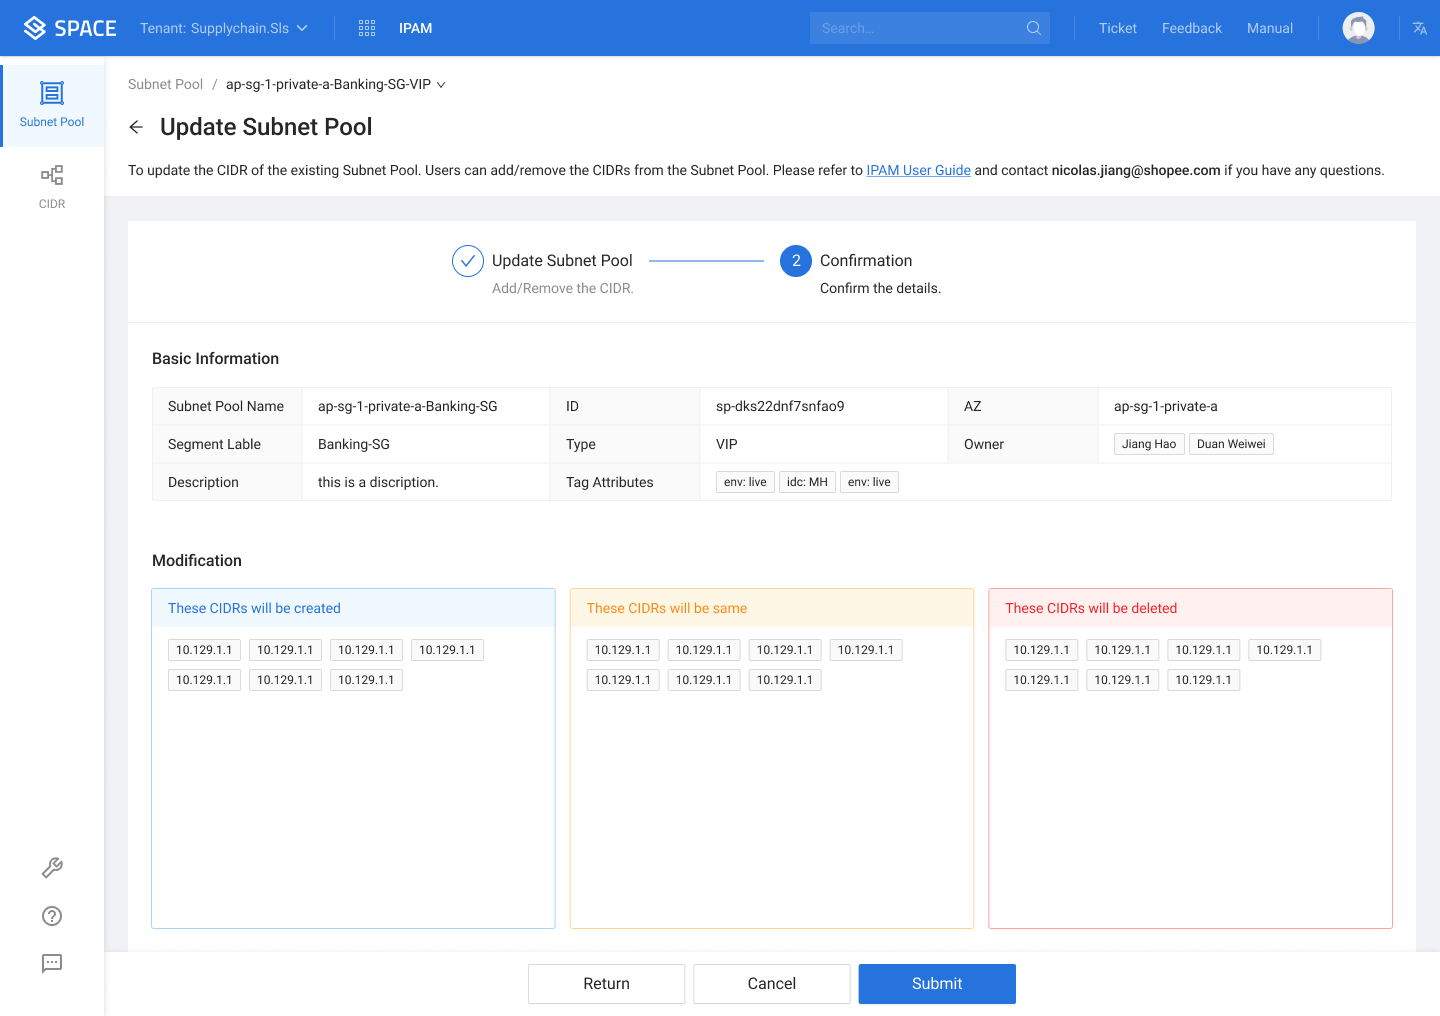 SPACE Tenant: Supplychain.Sls IPAM Search... Ticket Feedback Manual
Subnet Pool
CIDR
Subnet Pool / ap-sg-1-private-a-Banking-SG-VIP
Update Subnet Pool
To update the CIDR of the existing Subnet Pool. Users can add/remove the CIDRs from the Subnet Pool. Please refer to IPAM User Guide and contact nicolas.jiang@shopee.com if you have any questions.
Update Subnet Pool 2 Confirmation
Add/Remove the CIDR. Confirm the details.
Basic Information
Subnet Pool Name ap-sg-1-private-a-Banking-SG ID sp-dks22dnf7snfao9 AZ ap-sg-1-private-a
Segment Lable Banking-SG Type VIP Owner Jiang Hao Duan Weiwei
Description this is a discription. Tag Attributes env: live idc: MH env: live
Modification
These CIDRs will be created
10.129.1.1 10.129.1.1 10.129.1.1 10.129.1.1
10.129.1.1 10.129.1.1 10.129.1.1
These CIDRs will be same
10.129.1.1 10.129.1.1 10.129.1.1 10.129.1.1
10.129.1.1 10.129.1.1 10.129.1.1
These CIDRs will be deleted
10.129.1.1 10.129.1.1 10.129.1.1 10.129.1.1
10.129.1.1 10.129.1.1 10.129.1.1
Return Cancel Submit